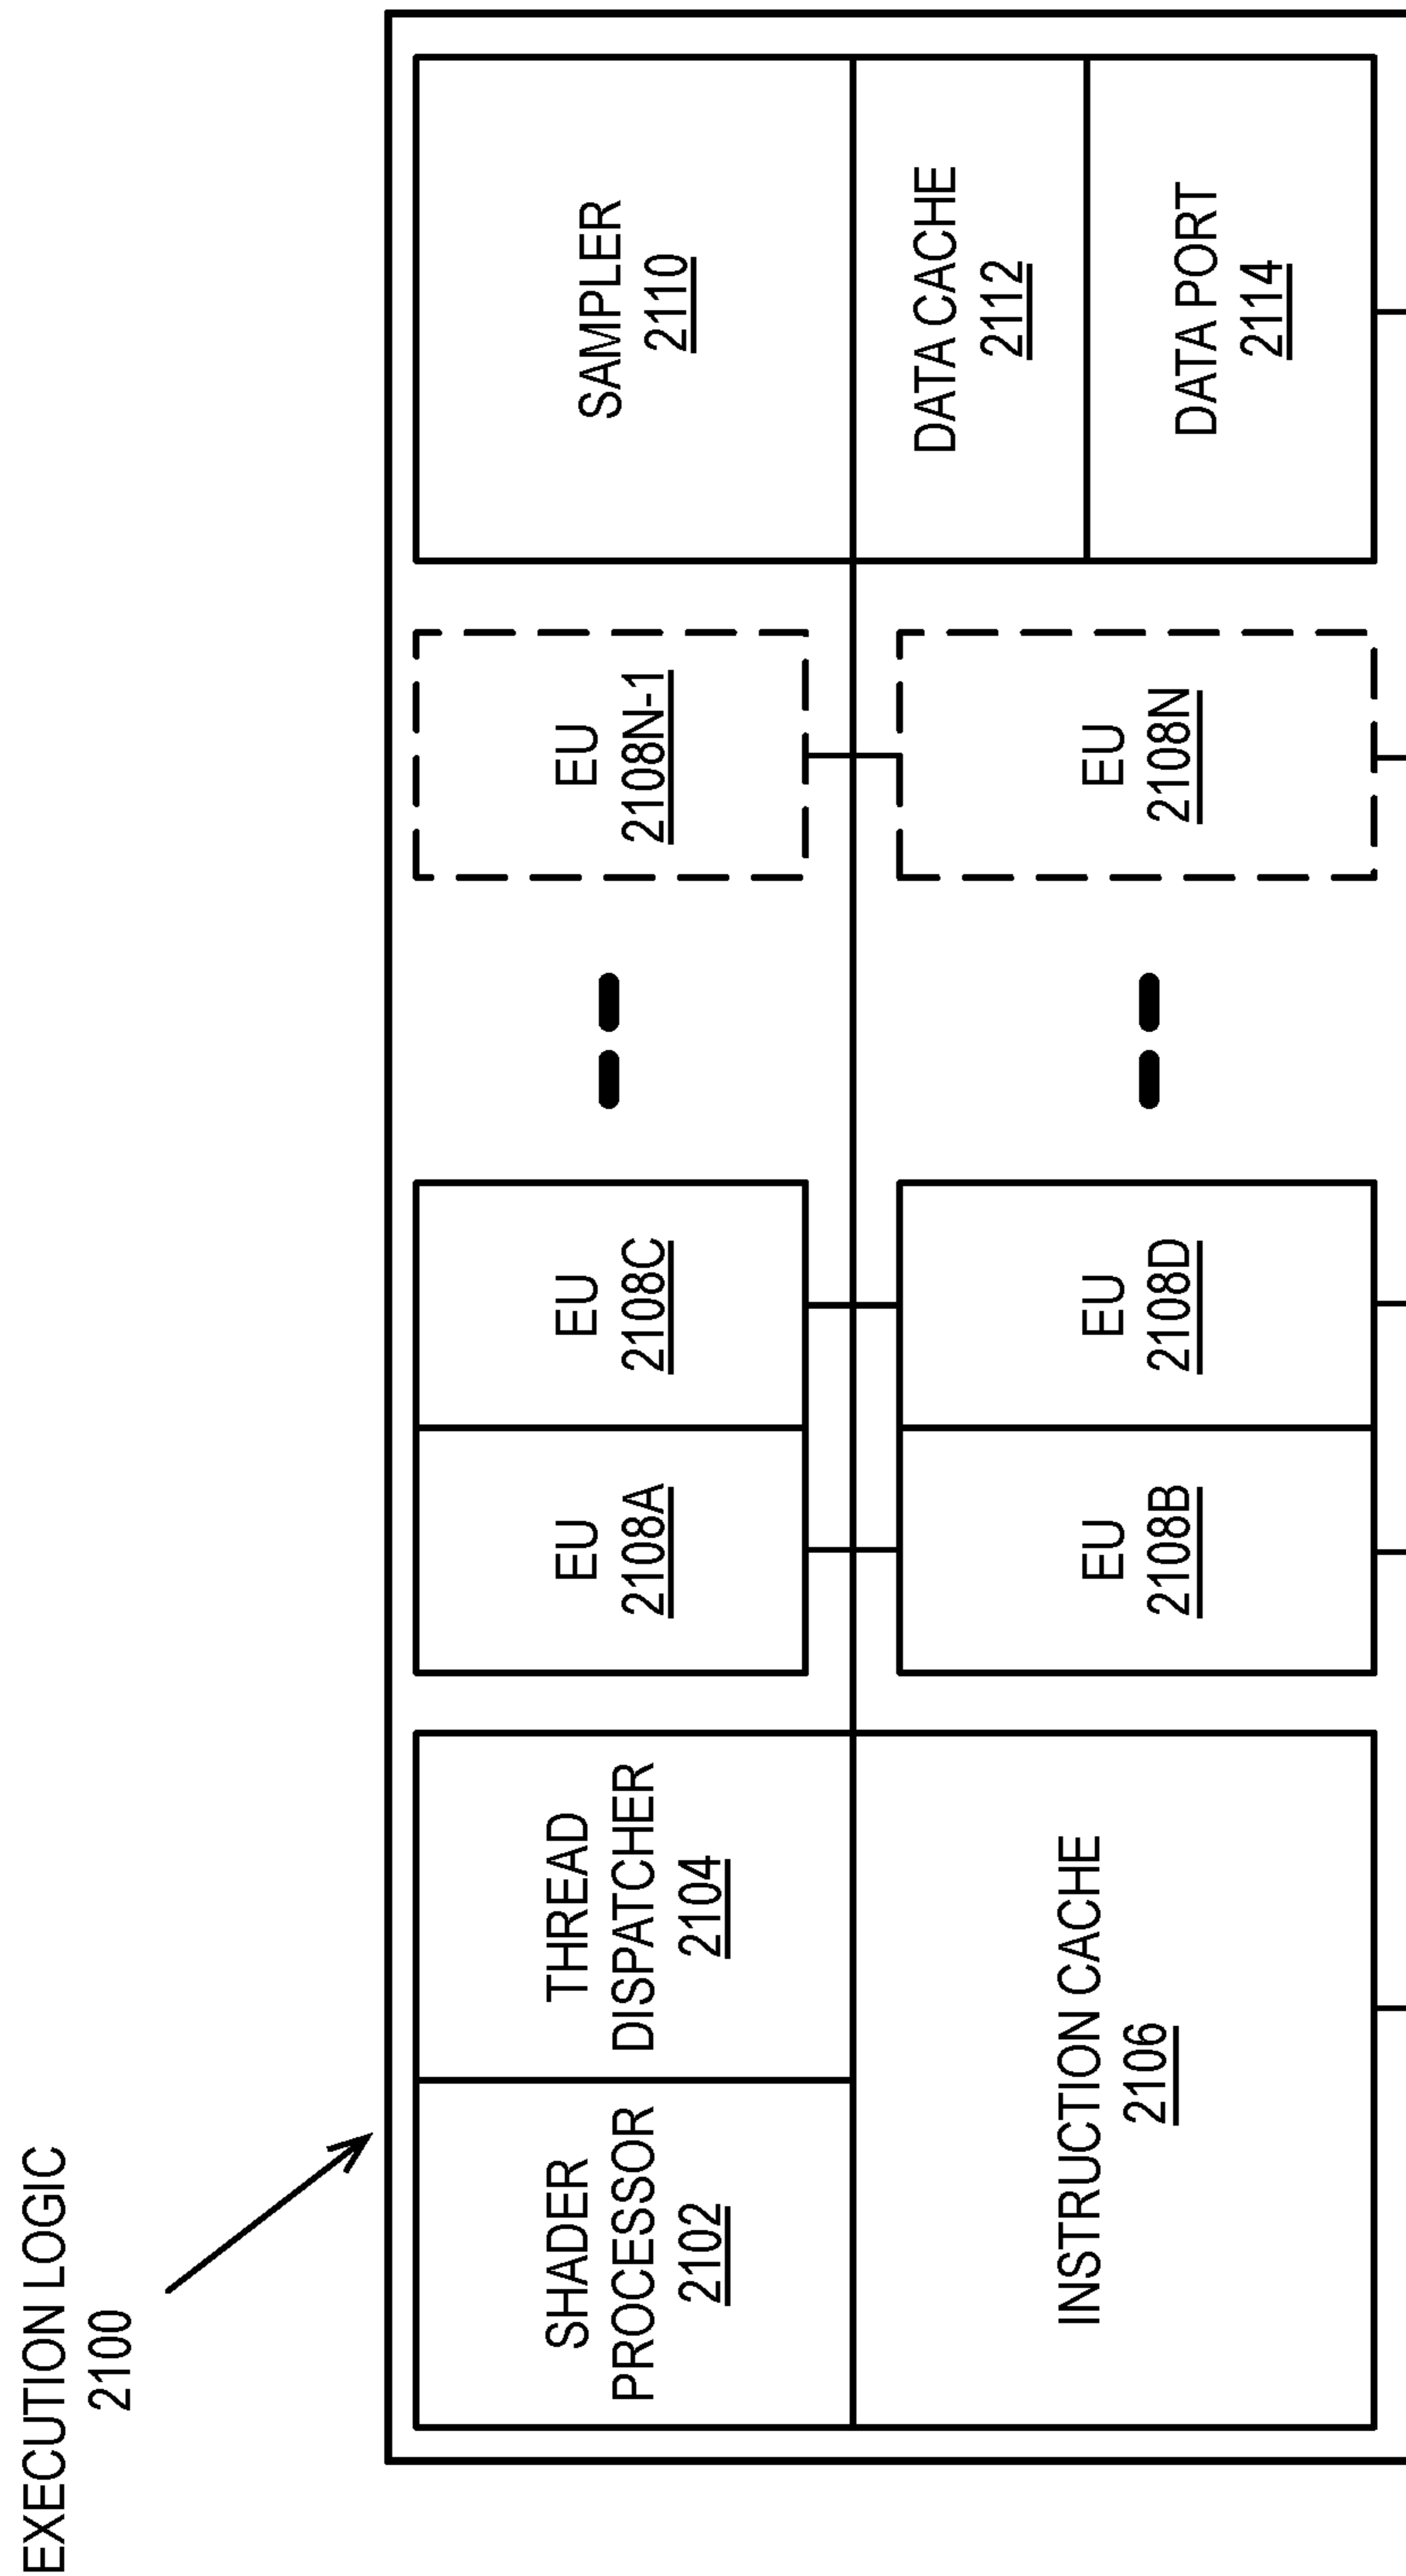 EXECUTION LOGIC
2100
SHADER
PROCESSOR
2102
THREAD
DISPATCHER
2104
EU
2108A
EU
2108C
EU
2108N-1
SAMPLER
2110
INSTRUCTION CACHE
2106
EU
2108B
EU
2108D
EU
2108N
DATA CACHE
2112
DATA PORT
2114